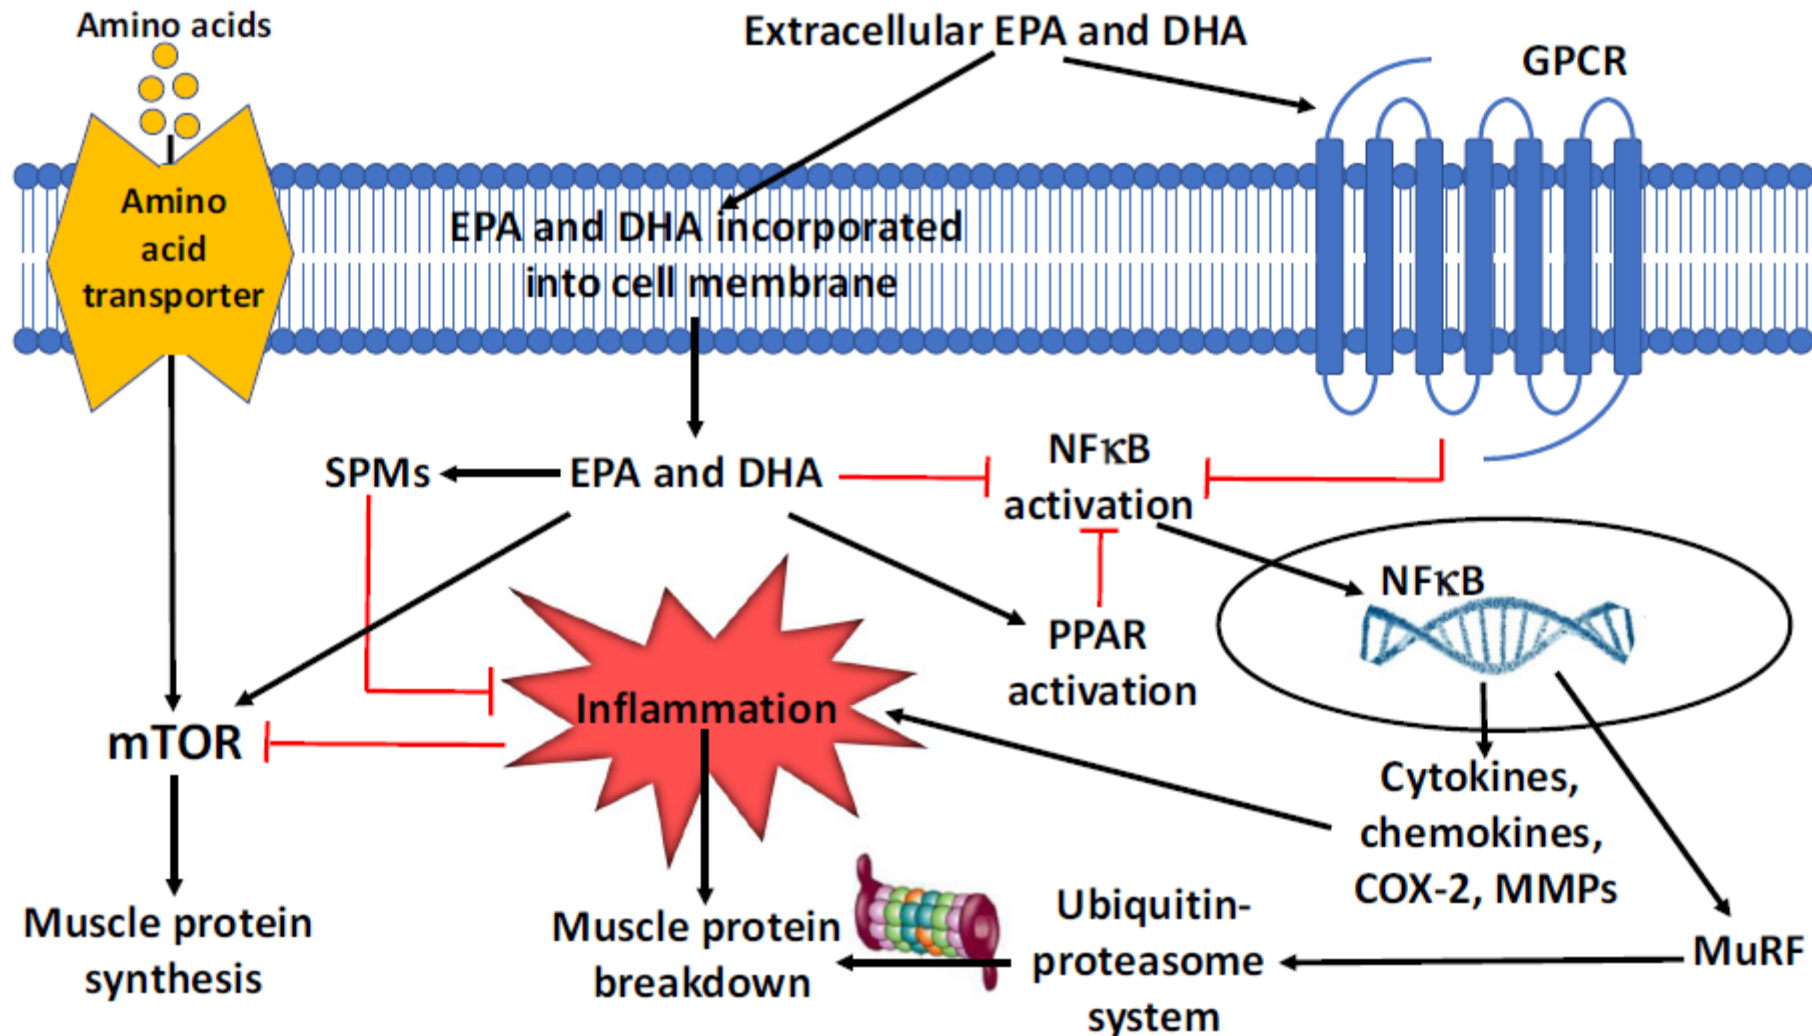 Amino acids
Extracellular EPA and DHA
GPCR
Amino
acid
transporter
EPA and DHA incorporated
into cell membrane
SPMs
EPA and DHA
NFκB
activation
NFκB
PPAR
activation
Inflammation
mTOR
Cytokines,
chemokines,
COX-2, MMPs
Muscle protein
synthesis
Muscle protein
breakdown
Ubiquitin-
proteasome
system
MuRF